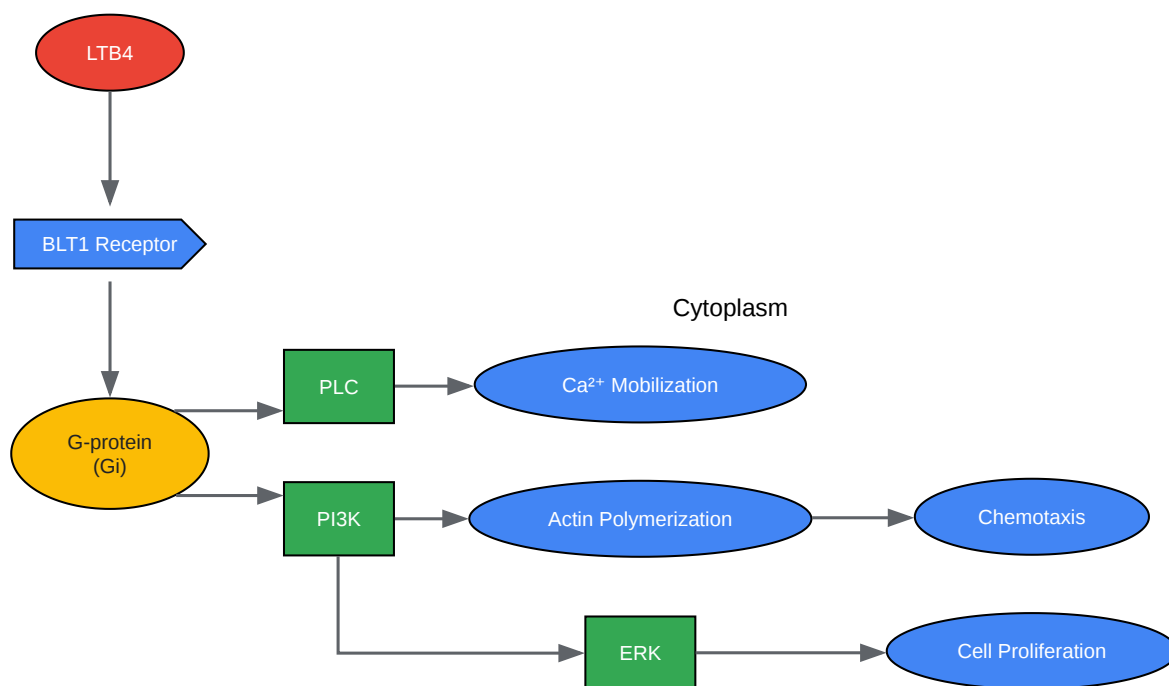 LTB4
BLT1 Receptor
Cytoplasm
PLC
Ca²⁺ Mobilization
G-protein
(Gi)
PI3K
Actin Polymerization
Chemotaxis
ERK
Cell Proliferation